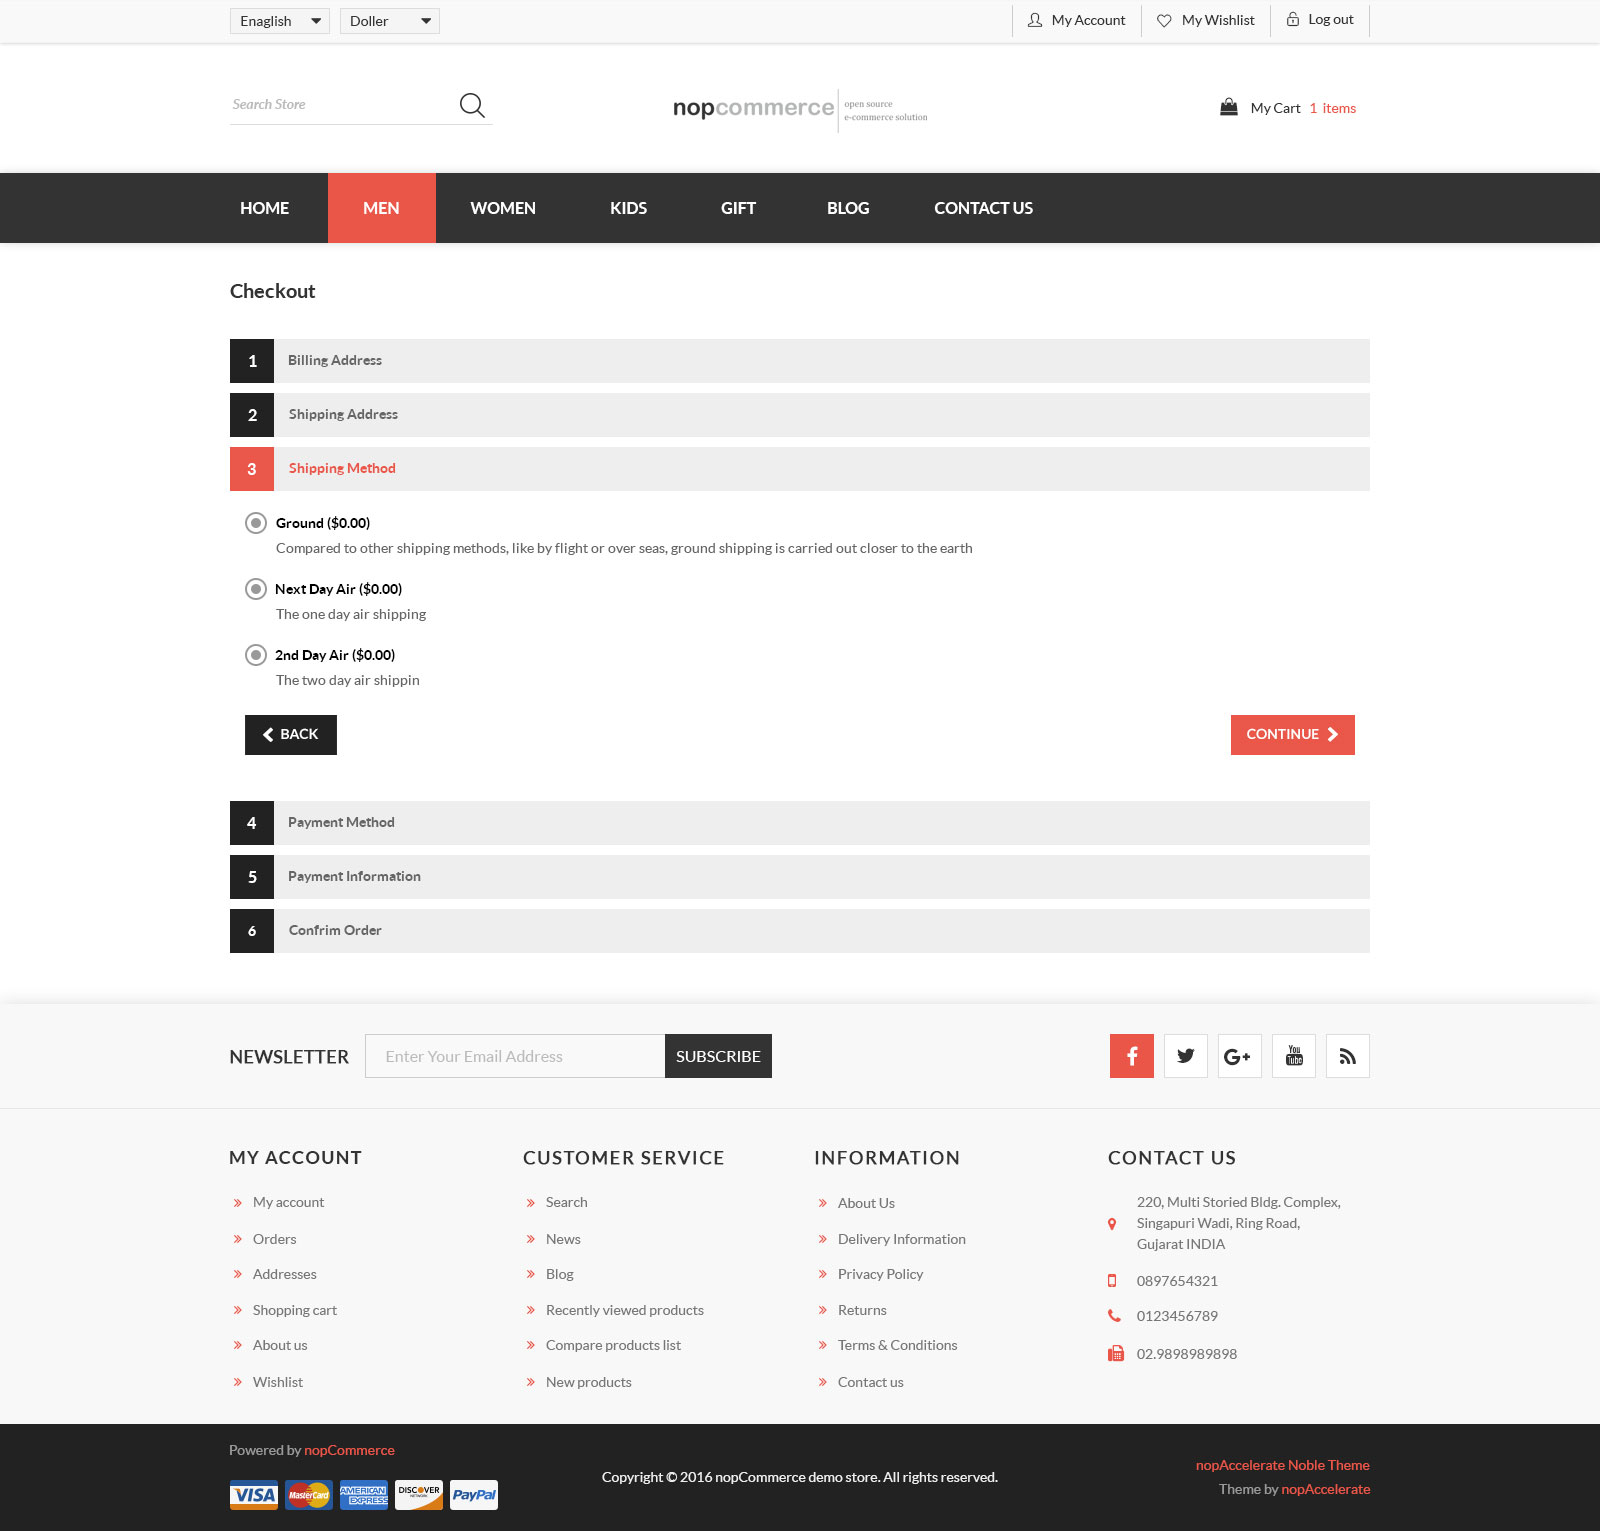 Enaglish Doller My Account My Wishlist Log out
Search Store
nopcommerce
open source
e-commerce solution
My Cart 1 items
HOME MEN WOMEN KIDS GIFT BLOG CONTACT US
Checkout
1 Billing Address
2 Shipping Address
3 Shipping Method
Ground ($0.00)
Compared to other shipping methods, like by flight or over seas, ground shipping is carried out closer to the earth
Next Day Air ($0.00)
The one day air shipping
2nd Day Air ($0.00)
The two day air shippin
BACK CONTINUE
4 Payment Method
5 Payment Information
6 Confrim Order
NEWSLETTER Enter Your Email Address SUBSCRIBE
f G+ You Tube
MY ACCOUNT
My account
Orders
Addresses
Shopping cart
About us
Wishlist
CUSTOMER SERVICE
Search
News
Blog
Recently viewed products
Compare products list
New products
INFORMATION
About Us
Delivery Information
Privacy Policy
Returns
Terms & Conditions
Contact us
CONTACT US
220, Multi Storied Bldg. Complex,
Singapuri Wadi, Ring Road,
Gujarat INDIA
0897654321
0123456789
02.9898989898
Powered by nopCommerce
VISA MasterCard AMERICAN EXPRESS DISCOVER NETWORK PayPal
Copyright © 2016 nopCommerce demo store. All rights reserved.
nopAccelerate Noble Theme
Theme by nopAccelerate